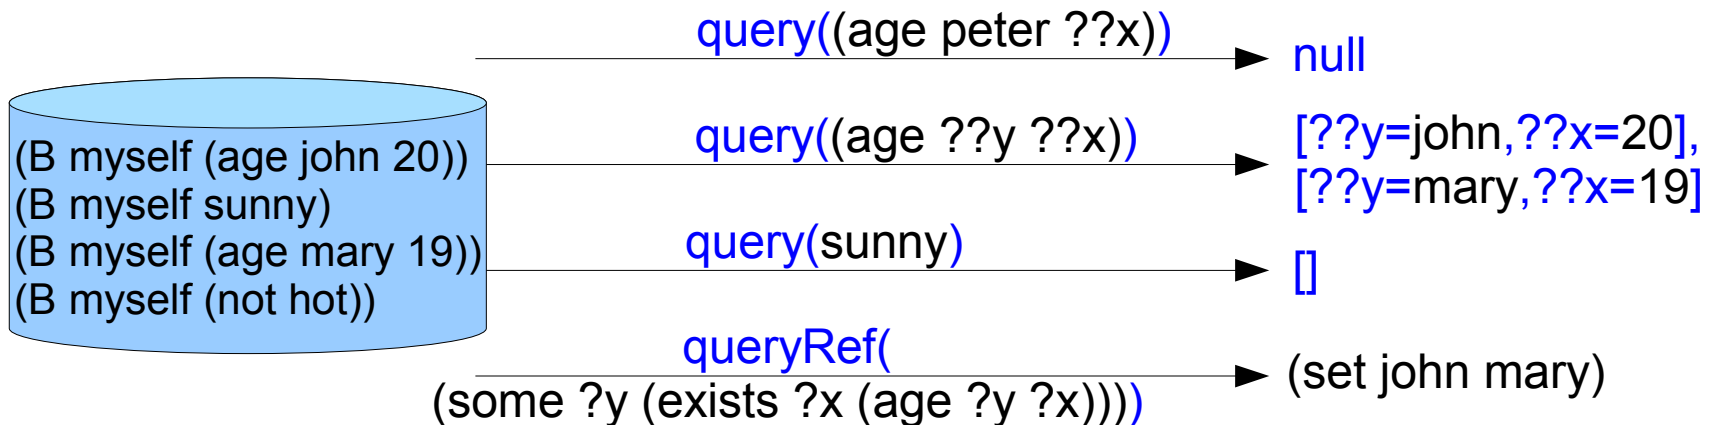 query((age peter ??x))
null
(B myself (age john 20))
(B myself sunny)
(B myself (age mary 19))
(B myself (not hot))
query((age ??y ??x))
[??y=john,??x=20],
[??y=mary,??x=19]
query(sunny)
[]
queryRef(
(some ?y (exists ?x (age ?y ?x))))
(set john mary)